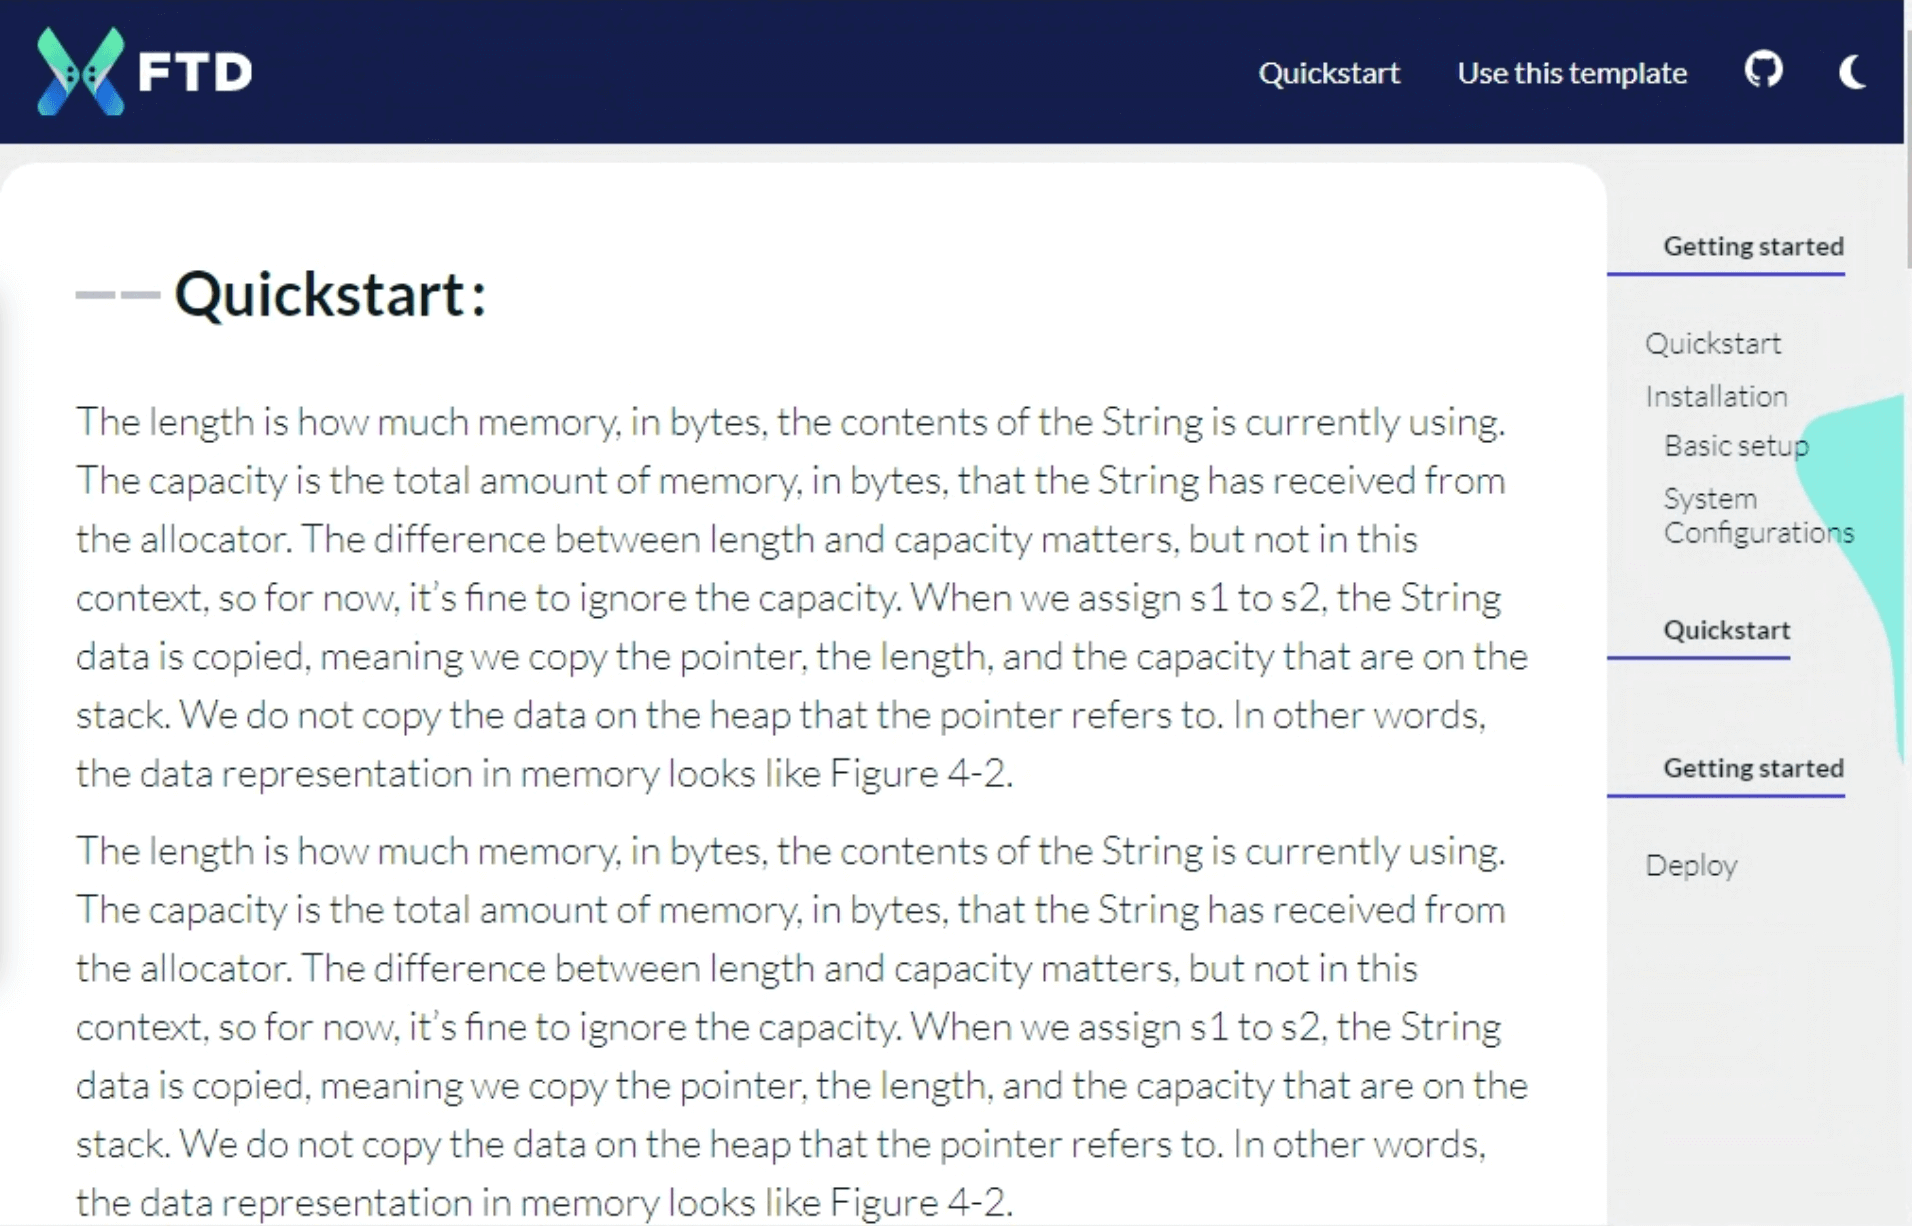 FTD
Quickstart
Use this template
Quickstart:
The length is how much memory, in bytes, the contents of the String is currently using.
The capacity is the total amount of memory, in bytes, that the String has received from
the allocator. The difference between length and capacity matters, but not in this
context, so for now, it’s fine to ignore the capacity. When we assign s1 to s2, the String
data is copied, meaning we copy the pointer, the length, and the capacity that are on the
stack. We do not copy the data on the heap that the pointer refers to. In other words,
the data representation in memory looks like Figure 4-2.
The length is how much memory, in bytes, the contents of the String is currently using.
The capacity is the total amount of memory, in bytes, that the String has received from
the allocator. The difference between length and capacity matters, but not in this
context, so for now, it’s fine to ignore the capacity. When we assign s1 to s2, the String
data is copied, meaning we copy the pointer, the length, and the capacity that are on the
stack. We do not copy the data on the heap that the pointer refers to. In other words,
the data representation in memory looks like Figure 4-2.
Getting started
Quickstart
Installation
Basic setup
System
Configurations
Quickstart
Getting started
Deploy